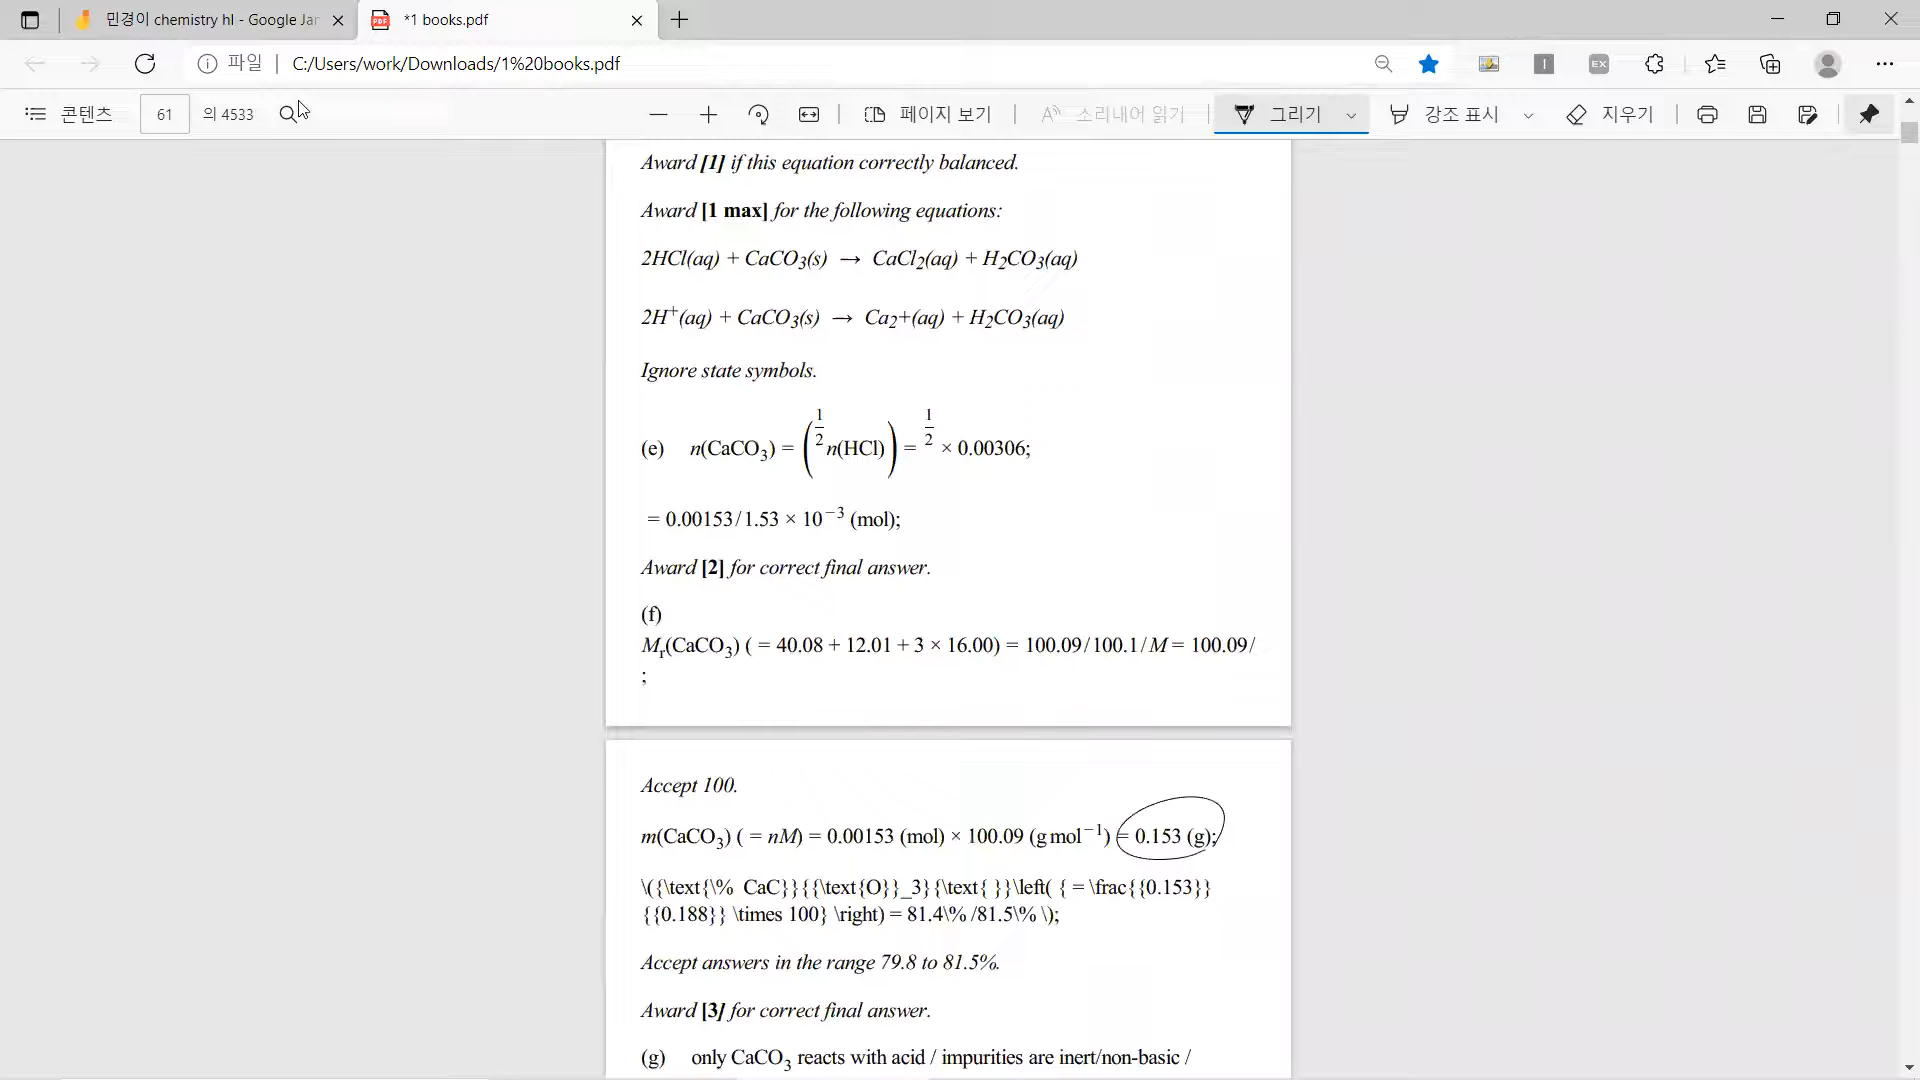 민경이 chemistry hl - Google Jar
*1 books.pdf
파일 | C:/Users/work/Downloads/1%20books.pdf
콘텐츠 61 의 4533 페이지 보기 소리내어 읽기 그리기 강조 표시 지우기
Award [1] if this equation correctly balanced.
Award [1 max] for the following equations:
2HCl(aq) + CaCO3(s) → CaCl2(aq) + H2CO3(aq)
2H+(aq) + CaCO3(s) → Ca2+(aq) + H2CO3(aq)
Ignore state symbols.
(e) n(CaCO3) = (1/2 n(HCl)) = 1/2 × 0.00306;
= 0.00153/1.53 × 10−3 (mol);
Award [2] for correct final answer.
(f)
Mr(CaCO3) ( = 40.08 + 12.01 + 3 × 16.00) = 100.09/100.1/M = 100.09/
;
Accept 100.
m(CaCO3) ( = nM) = 0.00153 (mol) × 100.09 (g mol−1) = 0.153 (g);
\({\text{\% CaC}}{{\text{O}}_3}{\text{ }}\left( { = \frac{{0.153}}
{{0.188}} \times 100} \right) = 81.4\% /81.5\% \);
Accept answers in the range 79.8 to 81.5%.
Award [3] for correct final answer.
(g) only CaCO3 reacts with acid / impurities are inert/non-basic /